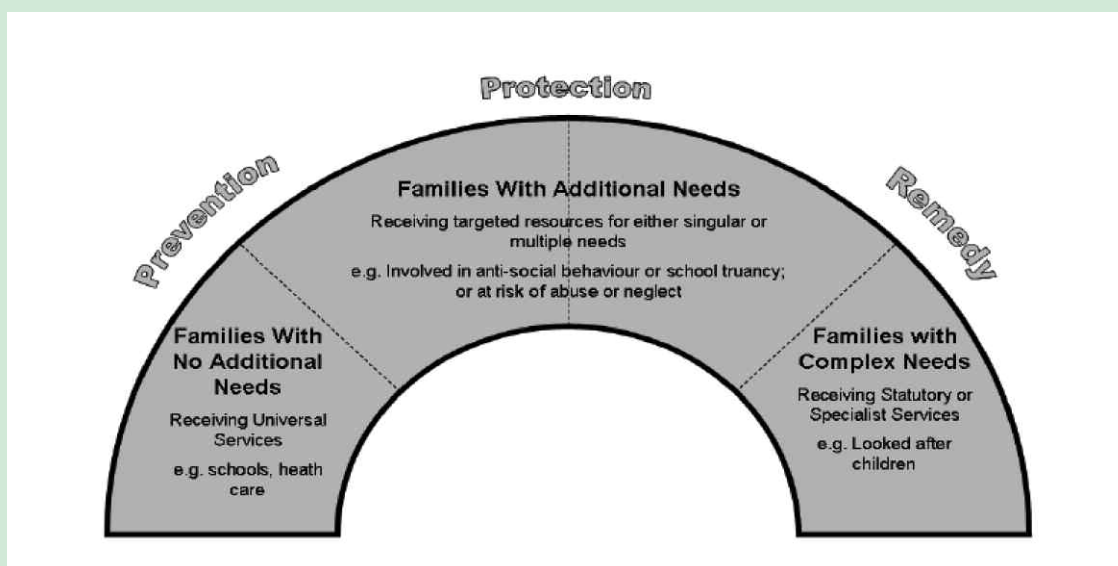 Protection
Prevention
Remedy
Families With Additional Needs
Receiving targeted resources for either singular or
multiple needs
e.g. Involved in anti-social behaviour or school truancy;
or at risk of abuse or neglect
Families With
No Additional
Needs
Receiving Universal
Services
e.g. schools, heath
care
Families with
Complex Needs
Receiving Statutory or
Specialist Services
e.g. Looked after
children